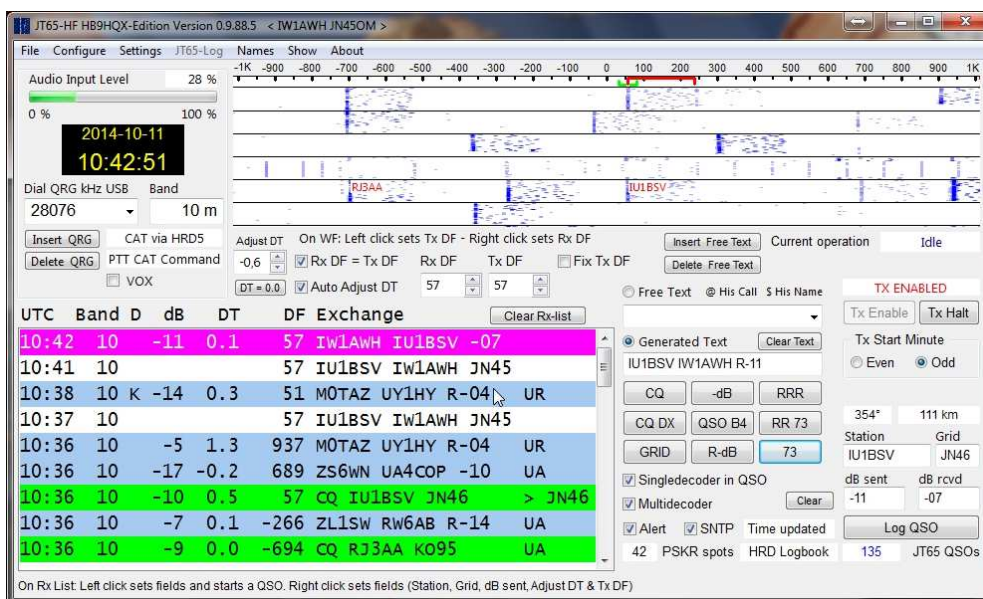 JT65-HF HB9HQX-Edition Version 0.9.88.5 < IW1AWH JN45OM >
File Configure Settings JT65-Log Names Show About
Audio Input Level 28 %
0 % 100 %
2014-10-11
10:42:51
Dial QRG kHz USB Band
28076 10 m
Insert QRG CAT via HRD5
Delete QRG PTT CAT Command
VOX
-1K -900 -800 -700 -600 -500 -400 -300 -200 -100 0 100 200 300 400 500 600 700 800 900 1K
RJ3AA IU1BSV
Adjust DT On WF: Left click sets Tx DF - Right click sets Rx DF
-0,6 Rx DF = Tx DF Rx DF Tx DF Fix Tx DF
DT = 0.0 Auto Adjust DT 57 57
Insert Free Text Current operation Idle
Delete Free Text
UTC Band D dB DT DF Exchange Clear Rx-list
10:42 10 -11 0.1 57 IW1AWH IU1BSV -07
10:41 10 57 IU1BSV IW1AWH JN45
10:38 10 K -14 0.3 51 M0TAZ UY1HY R-04 UR
10:37 10 57 IU1BSV IW1AWH JN45
10:36 10 -5 1.3 937 M0TAZ UY1HY R-04 UR
10:36 10 -17 -0.2 689 ZS6WN UA4COP -10 UA
10:36 10 -10 0.5 57 CQ IU1BSV JN46 > JN46
10:36 10 -7 0.1 -266 ZL1SW RW6AB R-14 UA
10:36 10 -9 0.0 -694 CQ RJ3AA KO95 UA
Free Text @ His Call $ His Name
Generated Text Clear Text
IU1BSV IW1AWH R-11
CQ -dB RRR
CQ DX QSO B4 RR 73
GRID R-dB 73
Singledecoder in QSO
Multidecoder Clear
Alert SNTP Time updated
42 PSKR spots HRD Logbook
TX ENABLED
Tx Enable Tx Halt
Tx Start Minute
Even Odd
354° 111 km
Station Grid
IU1BSV JN46
dB sent dB rcvd
-11 -07
Log QSO
135 JT65 QSOs
On Rx List: Left click sets fields and starts a QSO. Right click sets fields (Station, Grid, dB sent, Adjust DT & Tx DF)